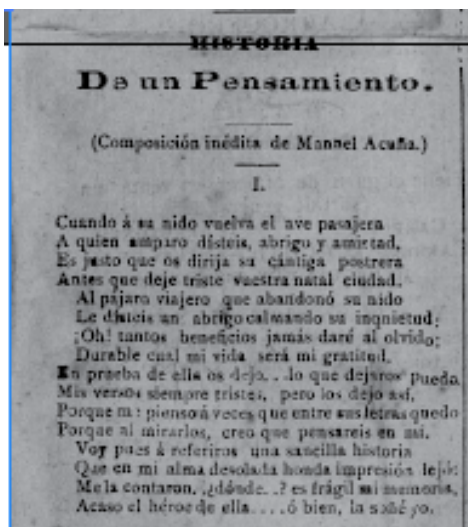 HISTORIA
De un Pensamiento.
(Composición inédita de Manuel Acuña.)
I.
Cuando á su nido vuelva el ave pasajera
A quien amparo dísteis, abrigo y amistad,
Es justo que os dirija su cántiga postrera
Antes que deje triste vuestra natal ciudad.
Al pájaro viajero que abandonó su nido
Le dísteis un abrigo calmando su inquietud;
¡Oh! tantos beneficios jamás daré al olvido;
Durable cual mi vida será mi gratitud.
En prueba de ella os dejo...lo que dejaros pueda
Mis versos siempre tristes, pero los dejo así,
Porque pienso á veces que entre sus letras quedo
Porque al mirarlos, creo que pensareis en mi.
Voy pues á referiros una sencilla historia
Que en mi alma desolada honda impresión
Me la contaron, ¿dónde..? es frágil mi memoria,
Acaso el héroe de ella....ó bien, la soñé yo.